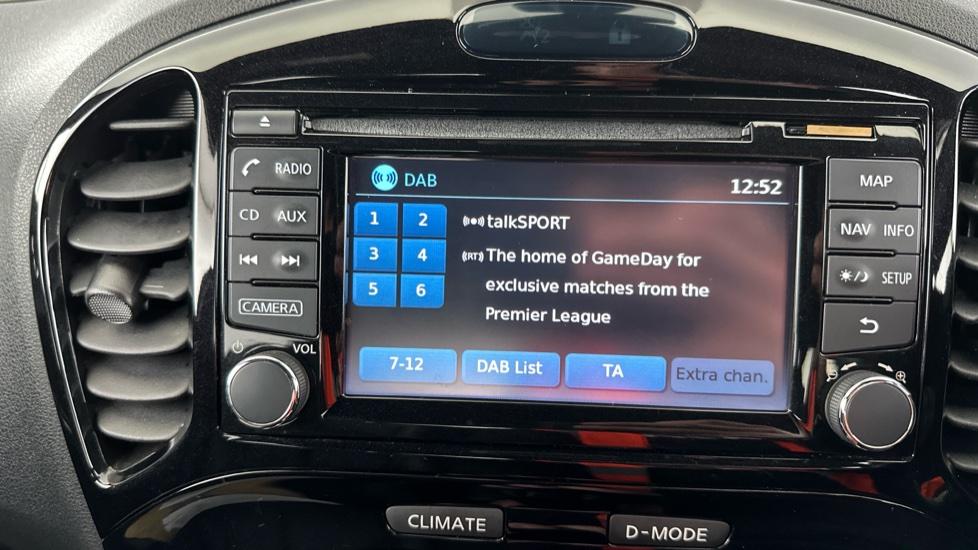 RADIO
CD AUX
CAMERA
VOL
DAB
12:52
1 2
3 4
5 6
talkSPORT
(RT) The home of GameDay for
exclusive matches from the
Premier League
7-12
DAB List
TA
Extra chan.
MAP
NAV INFO
SETUP
CLIMATE
D-MODE